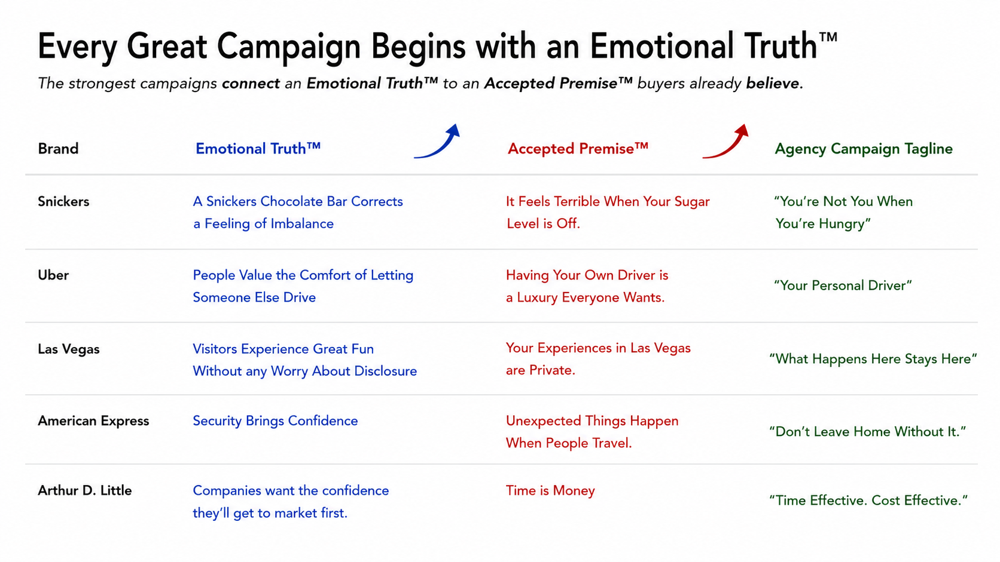 Every Great Campaign Begins with an Emotional Truth™
The strongest campaigns connect an Emotional Truth™ to an Accepted Premise™ buyers already believe.
Brand
Emotional Truth™
Accepted Premise™
Agency Campaign Tagline
Snickers
A Snickers Chocolate Bar Corrects
a Feeling of Imbalance
It Feels Terrible When Your Sugar
Level is Off.
“You’re Not You When
You’re Hungry”
Uber
People Value the Comfort of Letting
Someone Else Drive
Having Your Own Driver is
a Luxury Everyone Wants.
“Your Personal Driver”
Las Vegas
Visitors Experience Great Fun
Without any Worry About Disclosure
Your Experiences in Las Vegas
are Private.
“What Happens Here Stays Here”
American Express
Security Brings Confidence
Unexpected Things Happen
When People Travel.
“Don’t Leave Home Without It.”
Arthur D. Little
Companies want the confidence
they’ll get to market first.
Time is Money
“Time Effective. Cost Effective.”